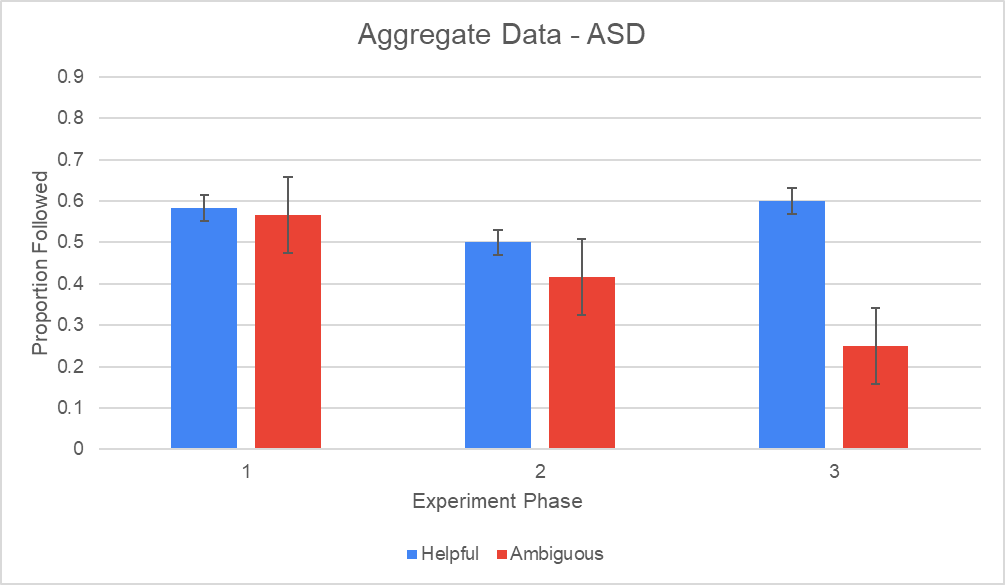 Aggregate Data - ASD
0.9
0.8
0.7
0.6
0.5
0.4
0.3
0.2
0.1
0
Proportion Followed
1 2 3
Experiment Phase
Helpful Ambiguous